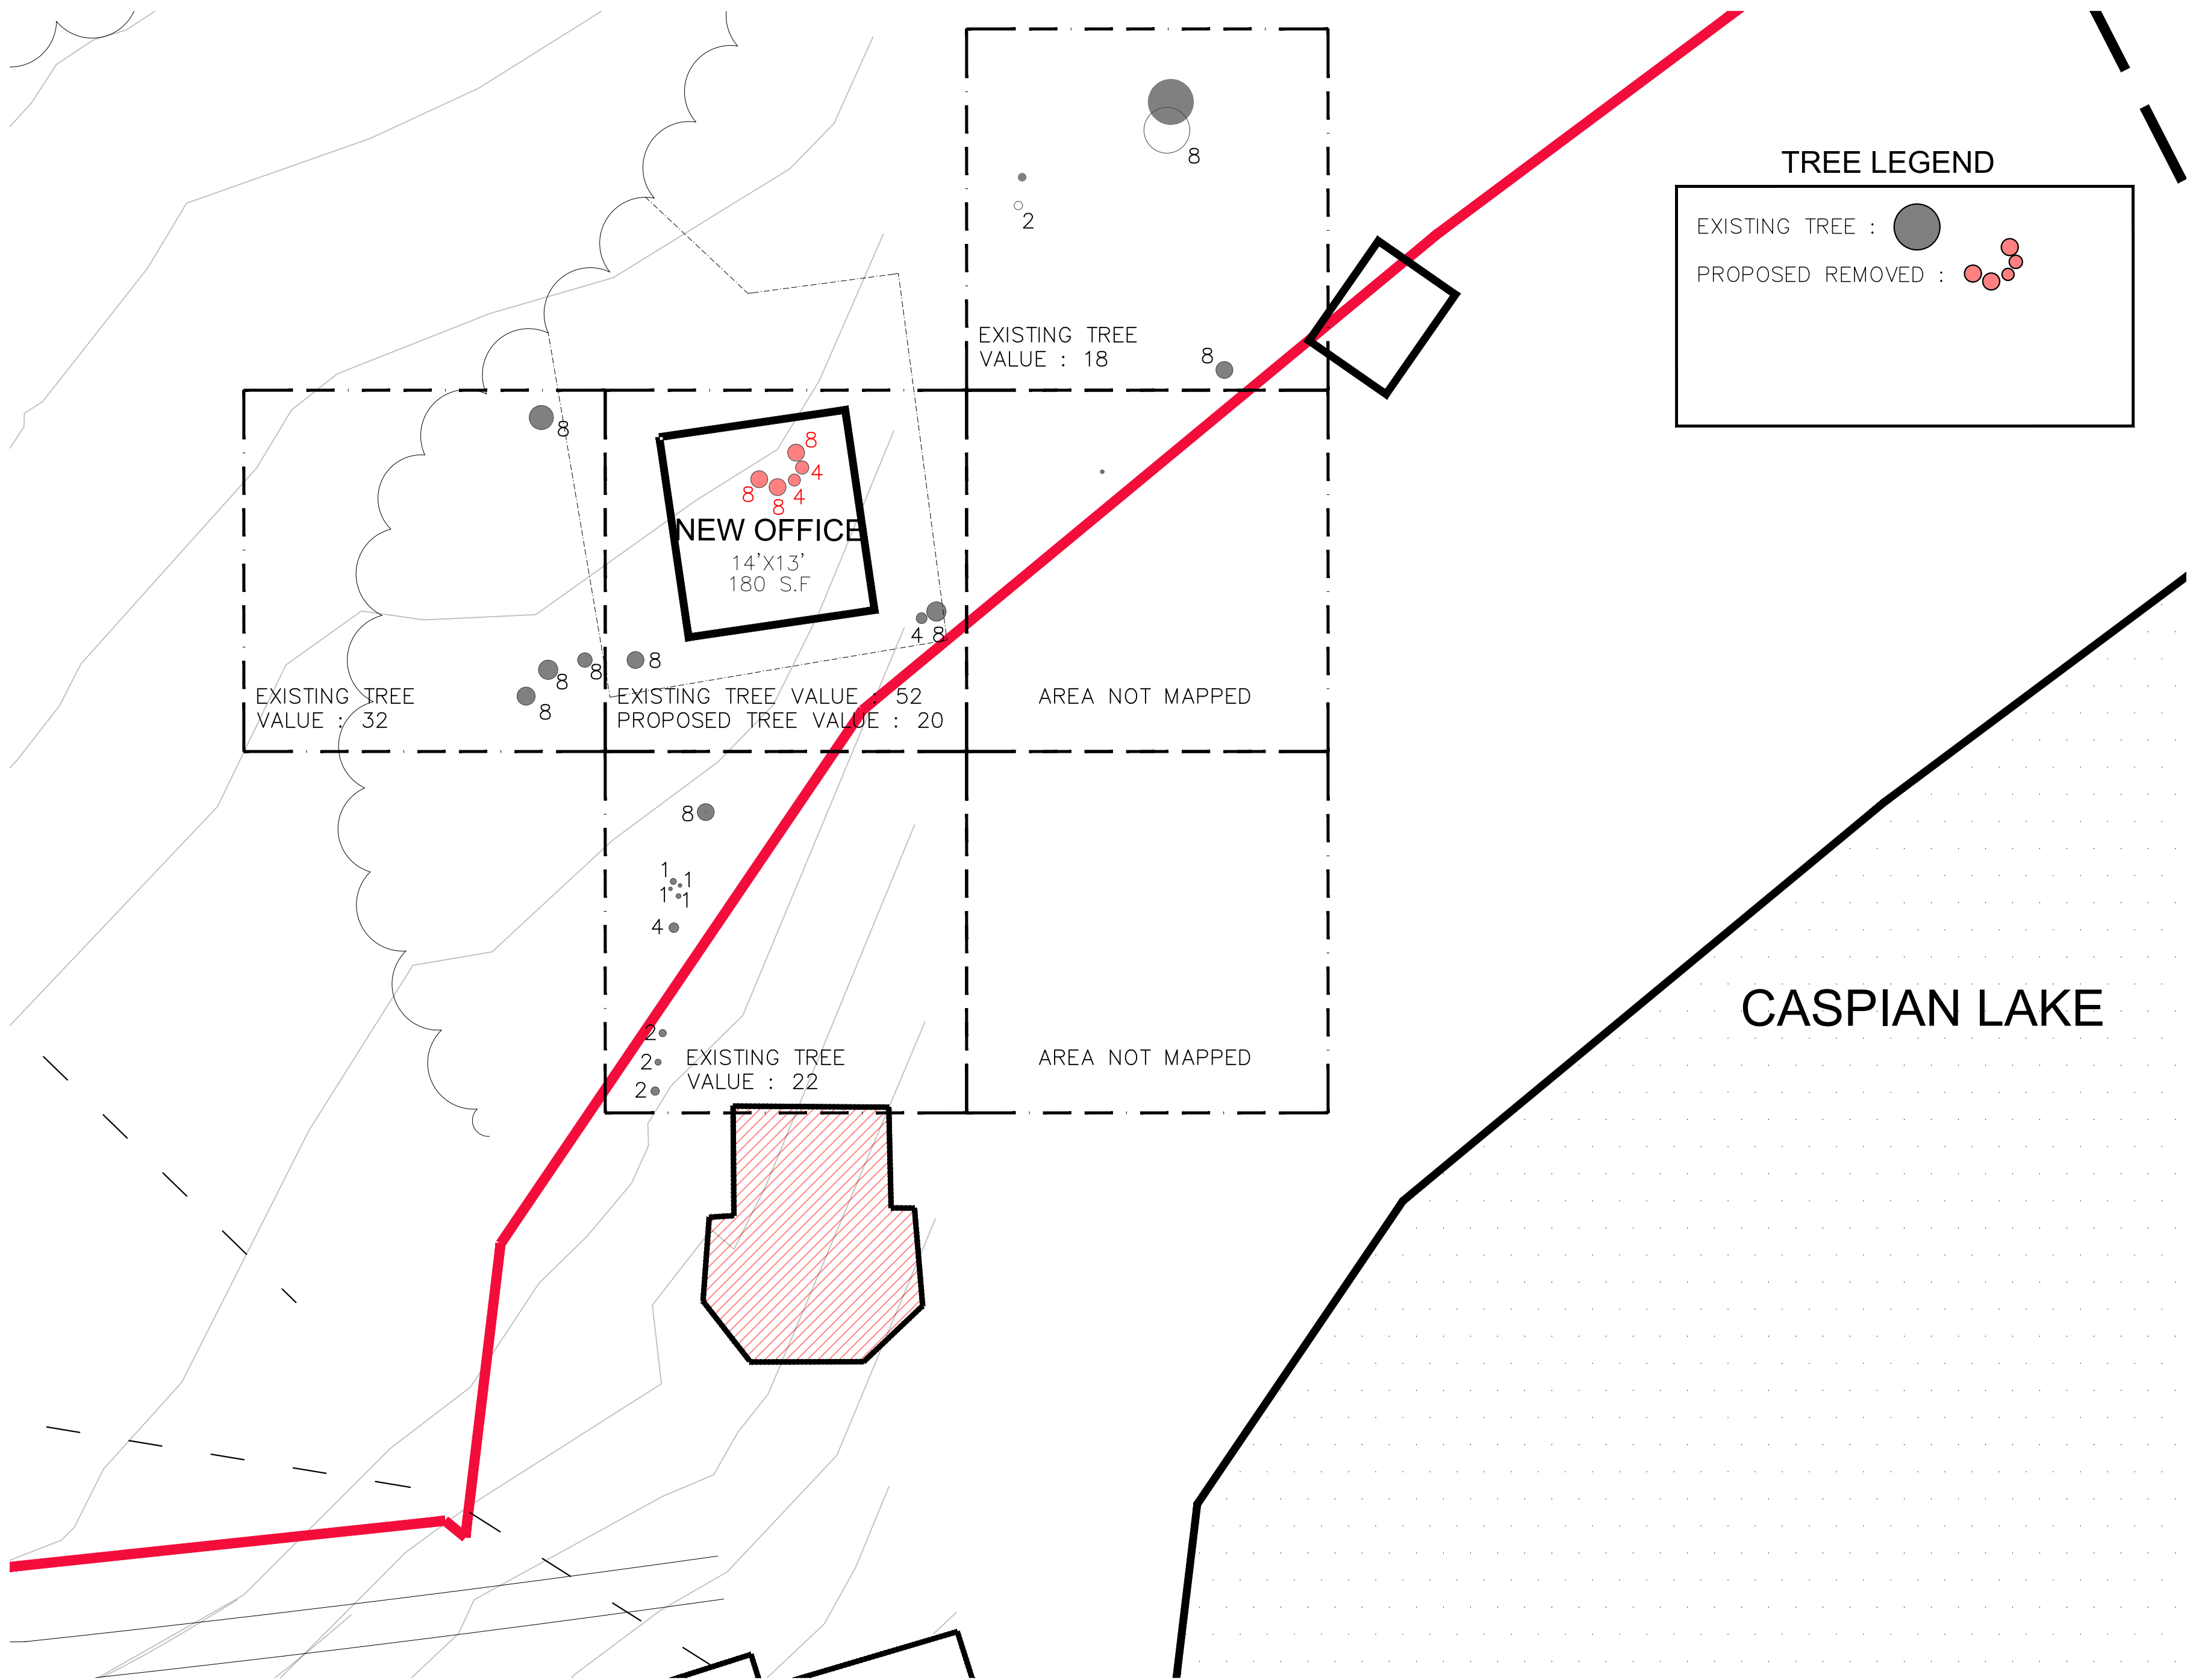 8
2
TREE LEGEND
EXISTING TREE :
PROPOSED REMOVED :
EXISTING TREE
VALUE : 18
8
8
8
4
8
8
4
NEW OFFICE
14'X13'
180 S.F
4 8
8
8
8
8
EXISTING TREE
VALUE : 32
EXISTING TREE VALUE : 52
PROPOSED TREE VALUE : 20
AREA NOT MAPPED
8
1
1
1
1
4
2
2
2
EXISTING TREE
VALUE : 22
AREA NOT MAPPED
CASPIAN LAKE